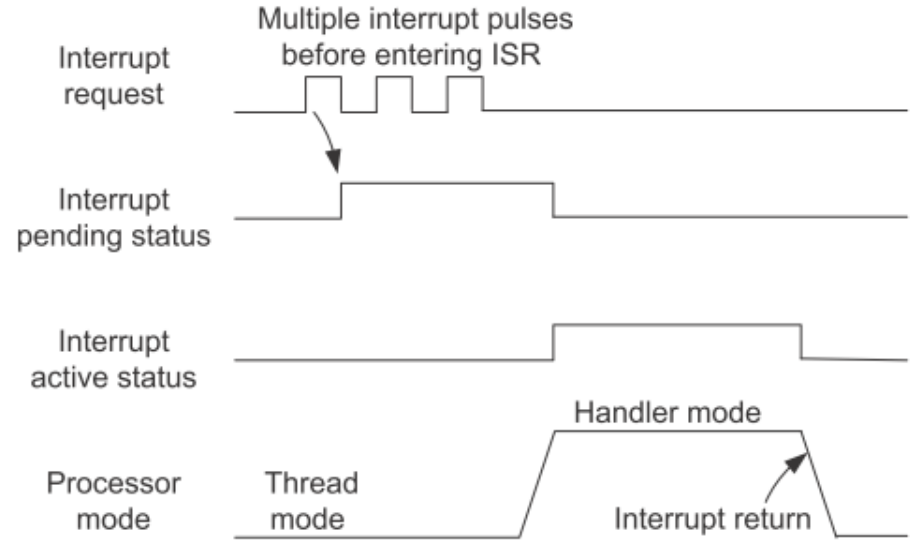 Multiple interrupt pulses
before entering ISR
Interrupt
request
Interrupt
pending status
Interrupt
active status
Handler mode
Processor
mode
Thread
mode
Interrupt return